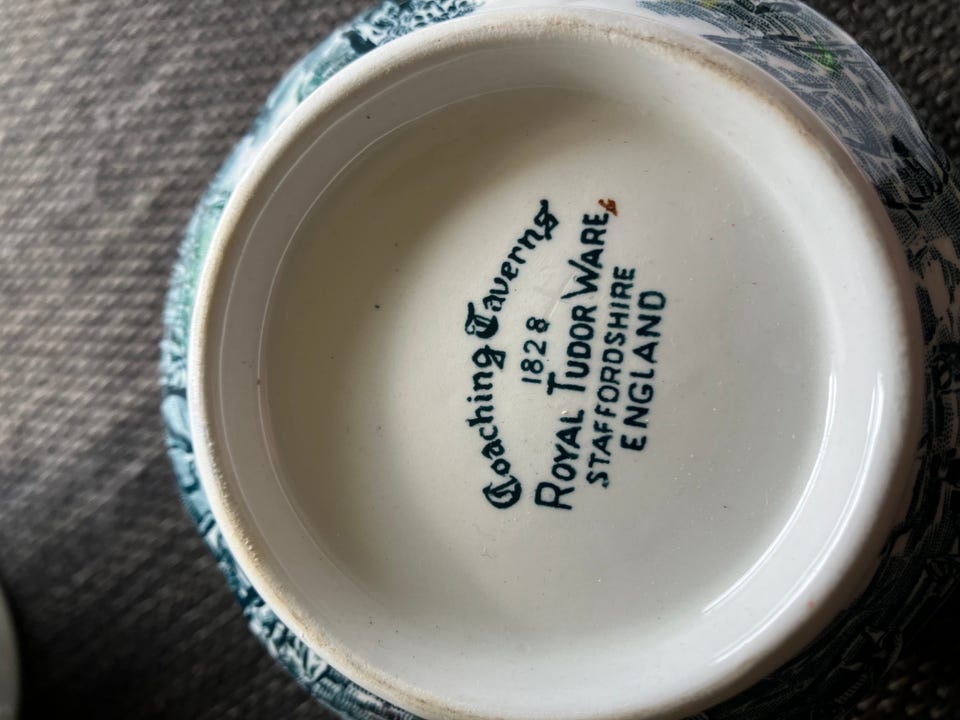 Coaching Taverns
1828
ROYAL TUDOR WARE
STAFFORDSHIRE
ENGLAND